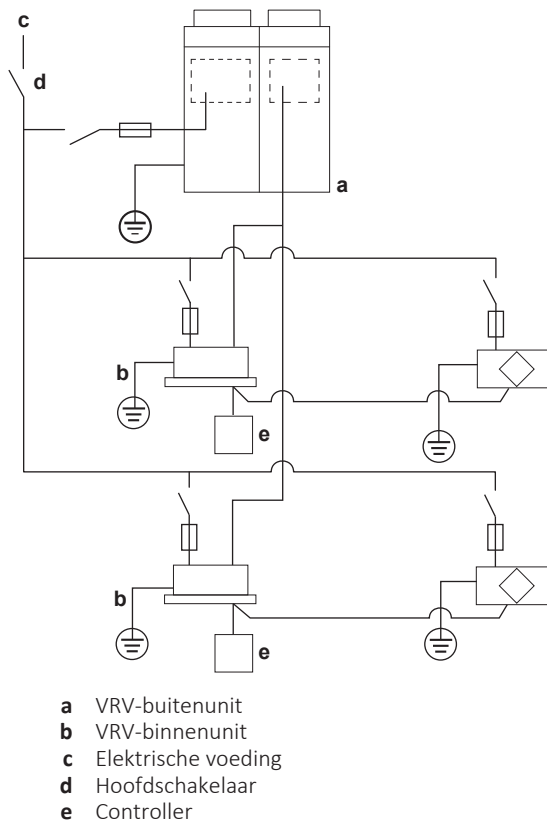 c
d
a
b
e
b
e
a VRV-buitenunit
b VRV-binnenunit
c Elektrische voeding
d Hoofdschakelaar
e Controller